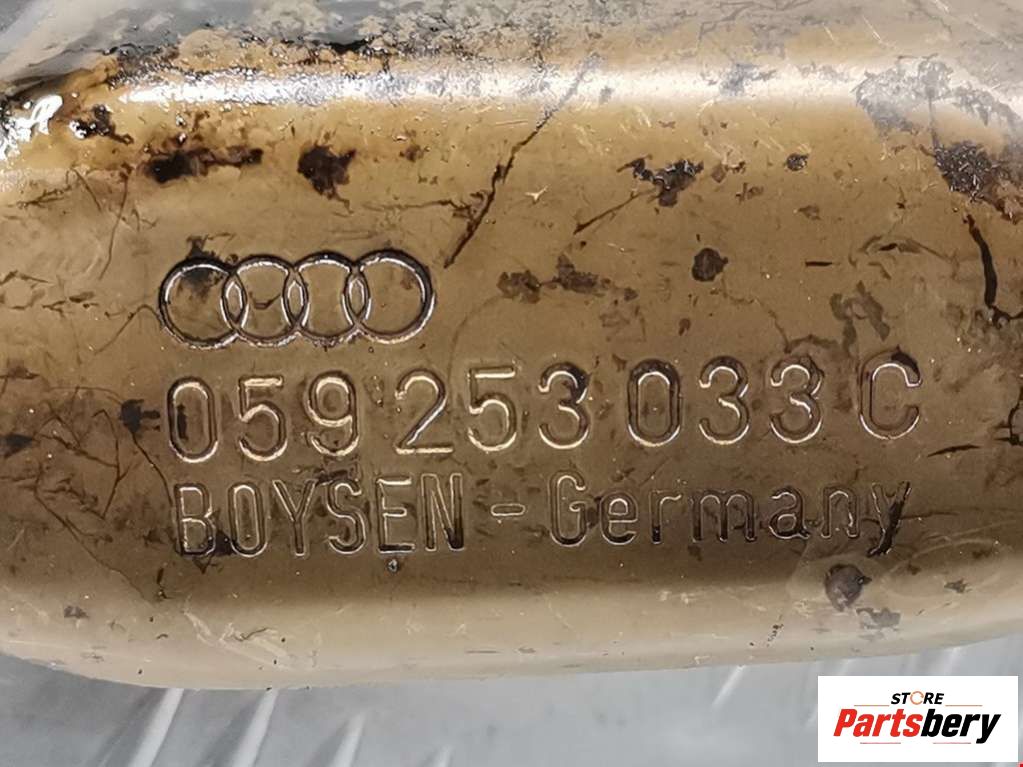 059 253 033 C
BOYSEN - Germany
STORE
Partsbery